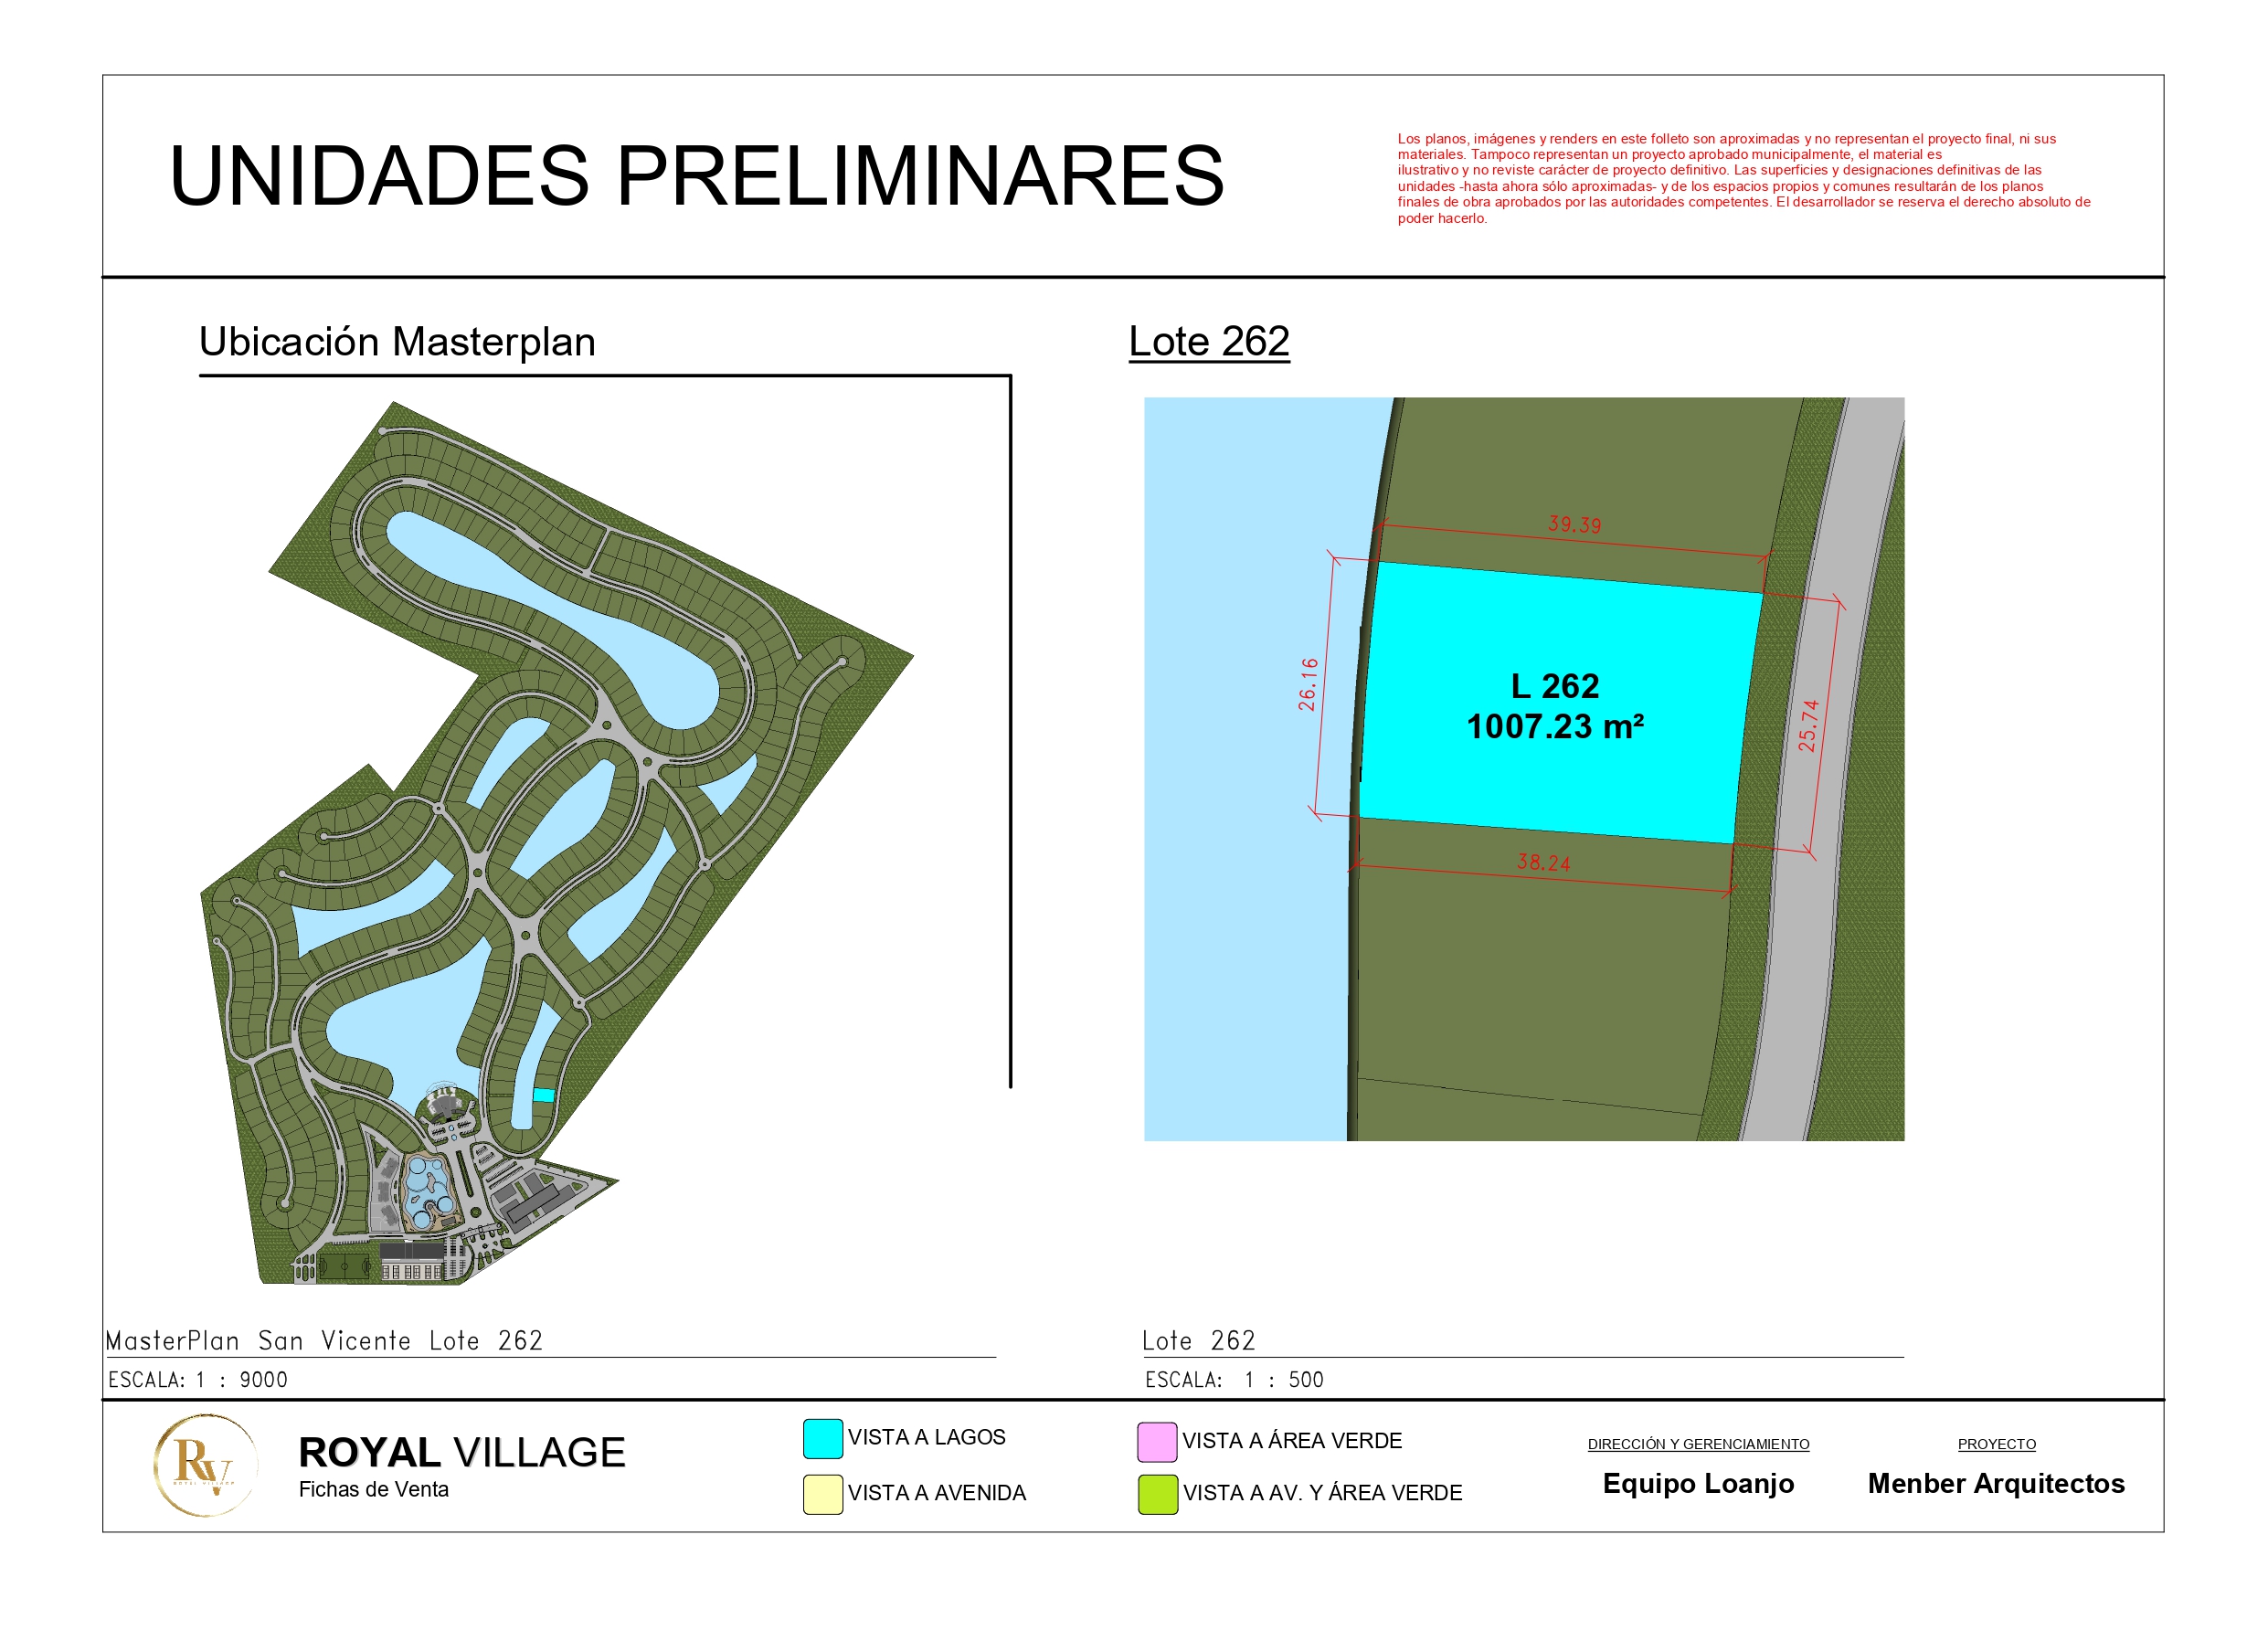 UNIDADES PRELIMINARES
Los planos, imágenes y renders en este folleto son aproximadas y no representan el proyecto final, ni sus
materiales. Tampoco representan un proyecto aprobado municipalmente, el material es
ilustrativo y no reviste carácter de proyecto definitivo. Las superficies y designaciones definitivas de las
unidades -hasta ahora sólo aproximadas- y de los espacios propios y comunes resultarán de los planos
finales de obra aprobados por las autoridades competentes. El desarrollador se reserva el derecho absoluto de
poder hacerlo.
Ubicación Masterplan
Lote 262
39.39
26.16
L 262
1007.23 m²
25.74
38.24
MasterPlan San Vicente Lote 262
ESCALA: 1 : 9000
Lote 262
ESCALA: 1 : 500
RV
ROYAL VILLAGE
ROYAL VILLAGE
Fichas de Venta
VISTA A LAGOS
VISTA A AVENIDA
VISTA A ÁREA VERDE
VISTA A AV. Y ÁREA VERDE
DIRECCIÓN Y GERENCIAMIENTO
Equipo Loanjo
PROYECTO
Menber Arquitectos